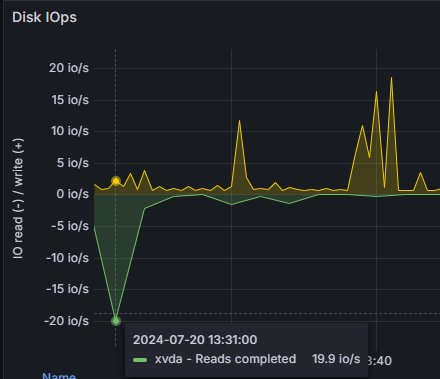 Disk IOps
20 io/s
15 io/s
10 io/s
5 io/s
0 io/s
-5 io/s
-10 io/s
-15 io/s
-20 io/s
IO read (-) / write (+)
2024-07-20 13:31:00
xvda - Reads completed 19.9 io/s
3:40
Name